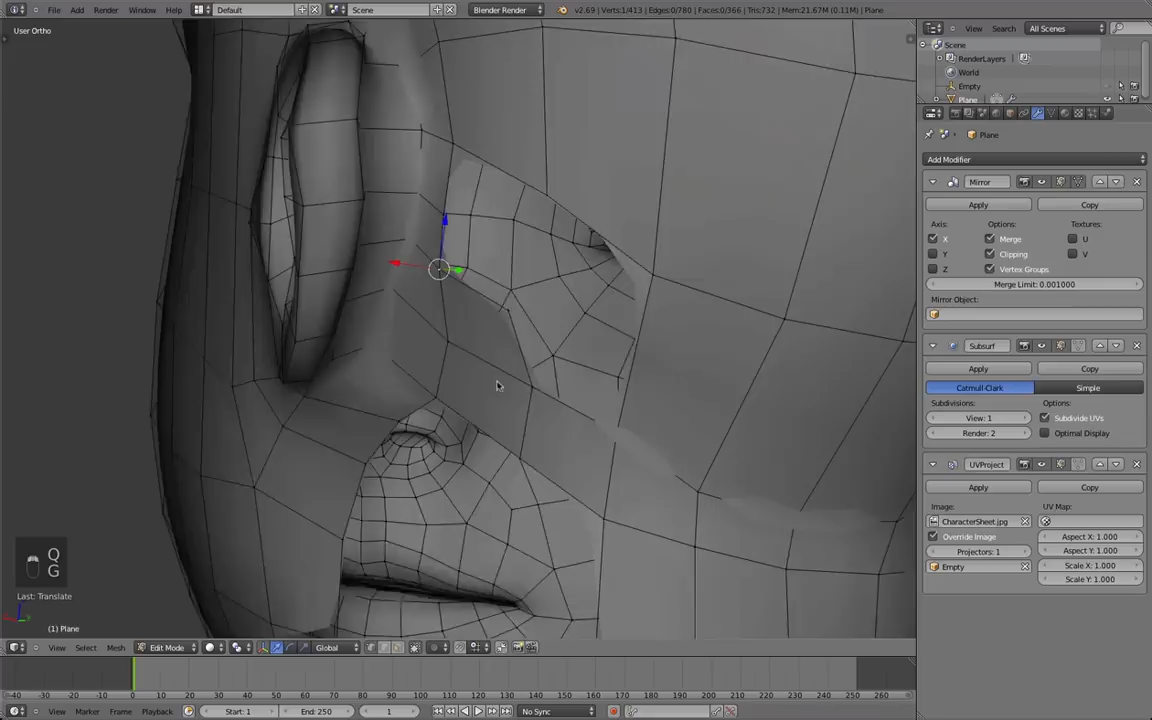 File Add Render Window Help Default Scene Blender Render v2.69 | Verts:1/413 | Edges:0/780 | Faces:0/366 | Tris:732 | Mem:21.67M (0.11M) | Plane
User Ortho
View Search All Scenes
Scene
RenderLayers
World
Empty
Plane
Plane
Add Modifier
Mirror
Apply Copy
Axis: Options: Textures:
X Merge U
Y Clipping V
Z Vertex Groups
Merge Limit: 0.001000
Mirror Object:
Subsurf
Apply Copy
Catmull-Clark Simple
Subdivisions: Options:
View: 1 Subdivide UVs
Render: 2 Optimal Display
UVProject
Apply Copy
Image: UV Map:
CharacterSheet.jpg
Override Image Aspect X: 1.000
Projectors: 1 Aspect Y: 1.000
Empty Scale X: 1.000
Scale Y: 1.000
Q
G
Last: Translate
(1) Plane
View Select Mesh Edit Mode Global
-40 -30 -20 -10 0 10 20 30 40 50 60 70 80 90 100 110 120 130 140 150 160 170 180 190 200 210 220 230 240 250 260
View Marker Frame Playback Start: 1 End: 250 1 No Sync